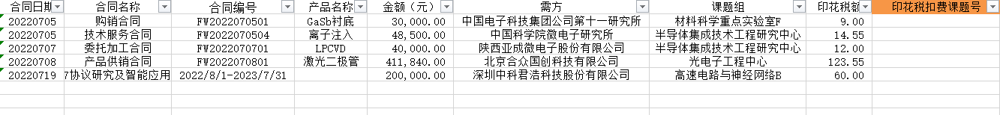 合同日期 合同名称 合同编号 产品名称 金额（元） 需方 课题组 印花税额 印花税扣费课题号
20220705 购销合同 FW2022070501 GaSb衬底 30,000.00 中国电子科技集团公司第十一研究所 材料科学重点实验室F 9.00
20220705 技术服务合同 FW2022070504 离子注入 48,500.00 中国科学院微电子研究所 半导体集成技术工程研究中心 14.55
20220707 委托加工合同 FW2022070701 LPCVD 40,000.00 陕西亚成微电子股份有限公司 半导体集成技术工程研究中心 12.00
20220708 产品供销合同 FW2022070801 激光二极管 411,840.00 北京合众国创科技有限公司 光电子工程中心 123.55
20220719 7协议研究及智能应用 2022/8/1-2023/7/31 200,000.00 深圳中科君浩科技股份有限公司 高速电路与神经网络B 60.00